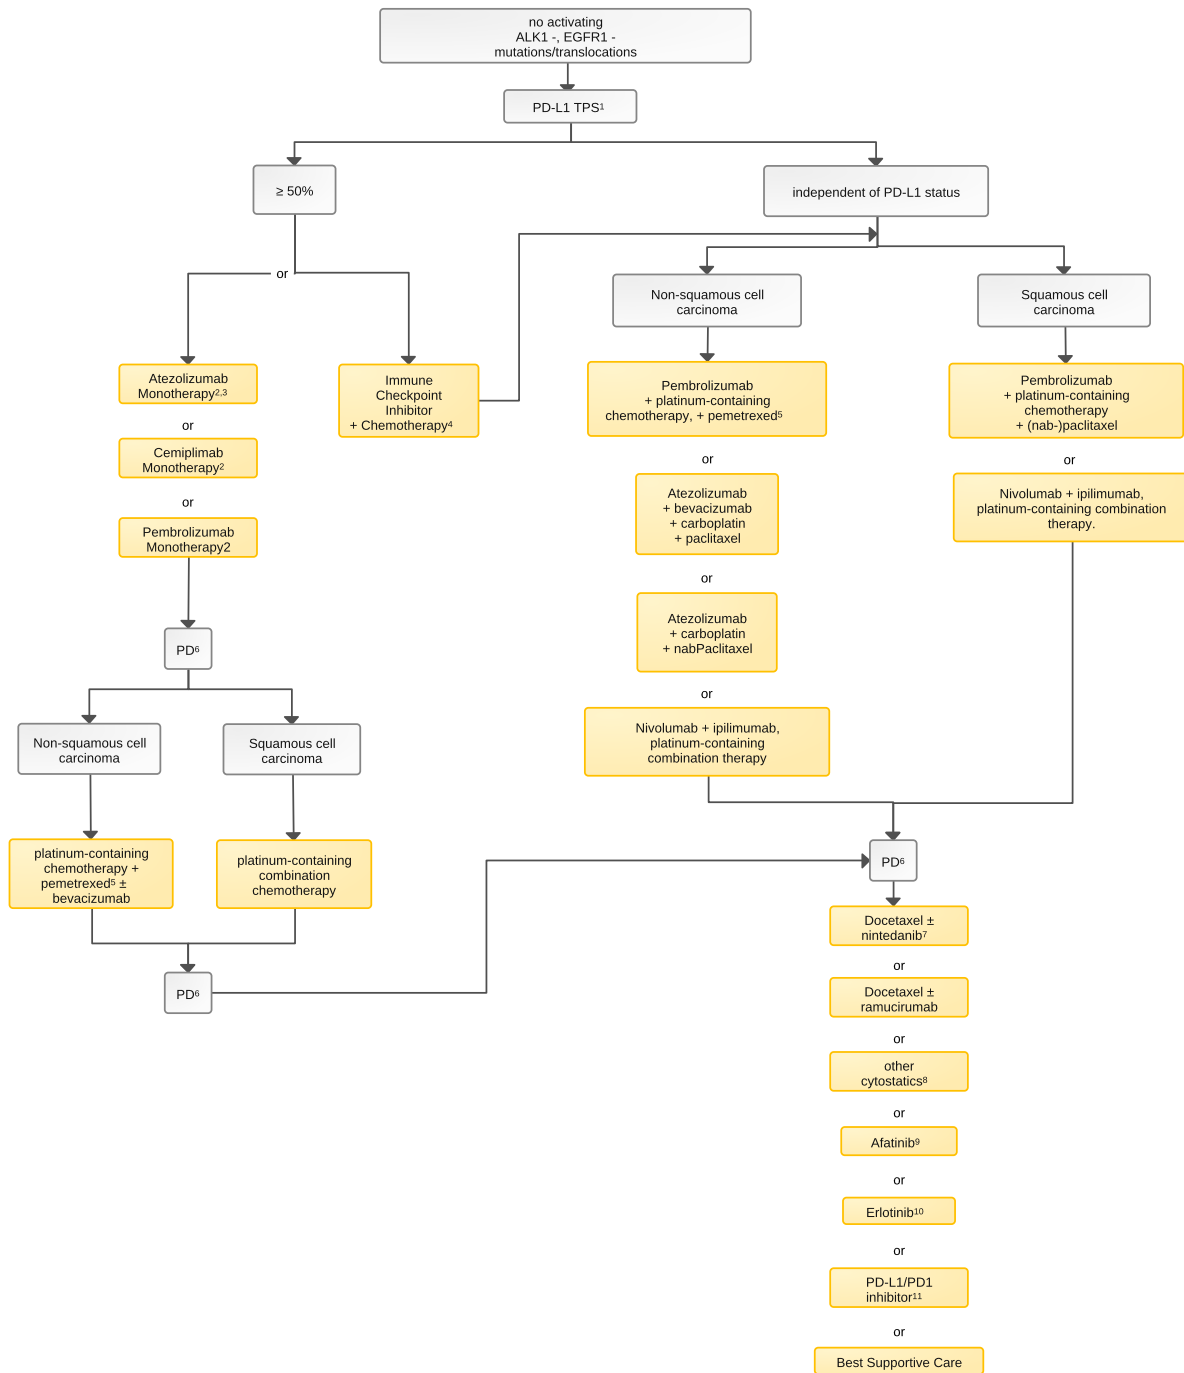 no activating
ALK1 -, EGFR1 -
mutations/translocations
PD-L1 TPS¹
≥ 50%
independent of PD-L1 status
or
Non-squamous cell
carcinoma
Squamous cell
carcinoma
Atezolizumab
Monotherapy²,³
or
Cemiplimab
Monotherapy²
or
Pembrolizumab
Monotherapy2
Immune
Checkpoint
Inhibitor
+ Chemotherapy⁴
Pembrolizumab
+ platinum-containing
chemotherapy, + pemetrexed⁵
or
Atezolizumab
+ bevacizumab
+ carboplatin
+ paclitaxel
or
Atezolizumab
+ carboplatin
+ nabPaclitaxel
or
Nivolumab + ipilimumab,
platinum-containing
combination therapy
Pembrolizumab
+ platinum-containing
chemotherapy
+ (nab-)paclitaxel
or
Nivolumab + ipilimumab,
platinum-containing combination
therapy.
PD⁶
Non-squamous cell
carcinoma
Squamous cell
carcinoma
platinum-containing
chemotherapy +
pemetrexed⁵ ±
bevacizumab
platinum-containing
combination
chemotherapy
PD⁶
PD⁶
Docetaxel ±
nintedanib⁷
or
Docetaxel ±
ramucirumab
or
other
cytostatics⁸
or
Afatinib⁹
or
Erlotinib¹⁰
or
PD-L1/PD1
inhibitor¹¹
or
Best Supportive Care